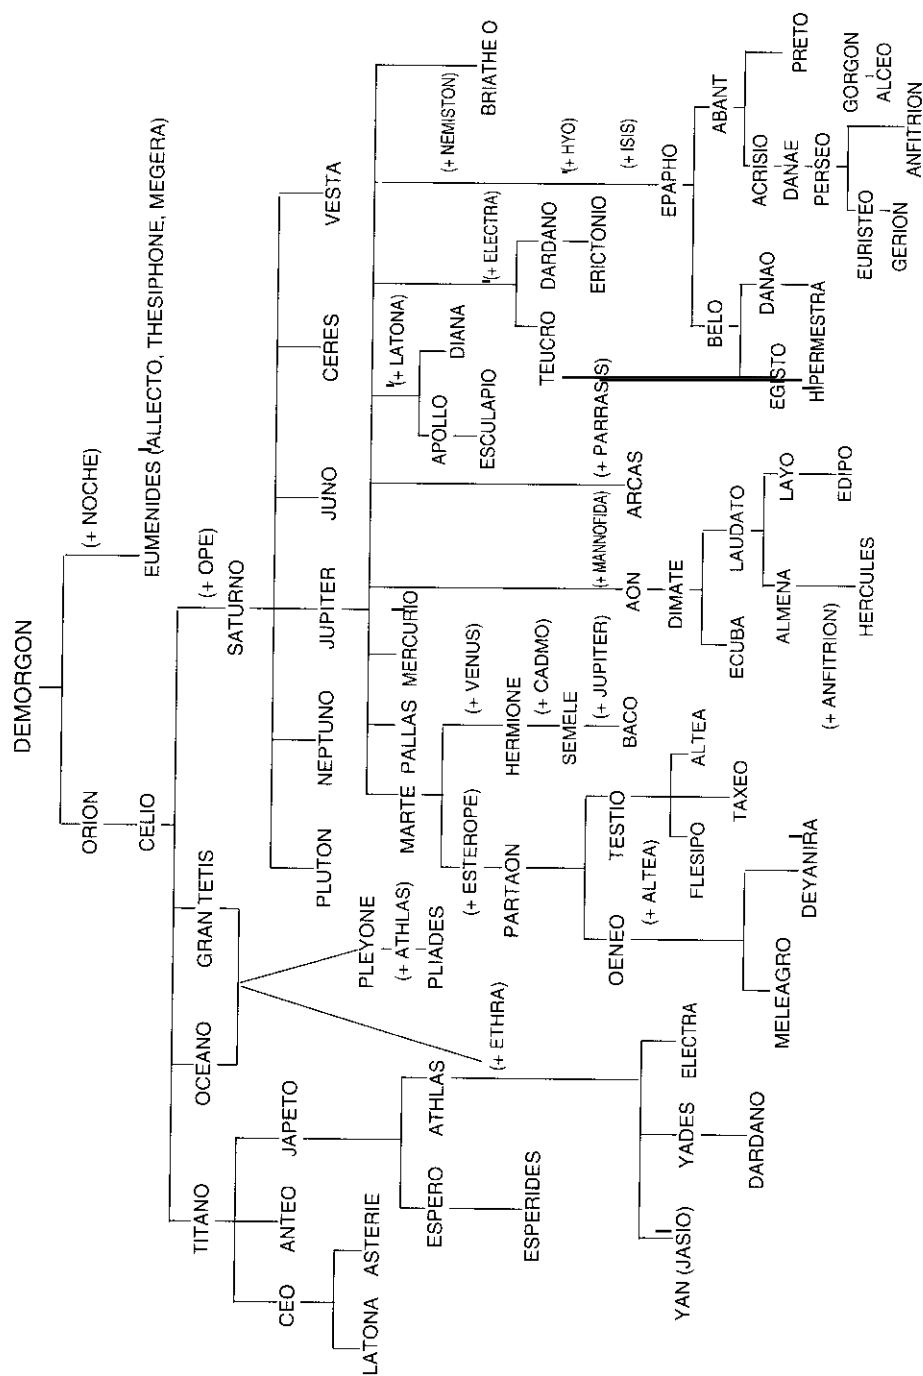 DEMORGON
ORION (+ NOCHE)
CELIO EUMENIDES (ALLECTO, THESIPHONE, MEGERA)
TITANO OCEANO GRAN TETIS (+ OPE)
SATURNO
CEO ANTEO JAPETO
PLUTON NEPTUNO JUPITER JUNO CERES VESTA
LATONA ASTERIE
PLEYONE
(+ ATHLAS)
PLIADES
MARTE PALLAS MERCURIO
(+ LATONA)
APOLLO DIANA
ESCULAPIO
(+ NEMISTON)
BRIATHE O
ESPERO ATHLAS
(+ ETHRA)
(+ ESTEROPE) (+ VENUS)
(+ ELECTRA)
PARTAON HERMIONE
(+ CADMO)
SEMELE
(+ JUPITER)
BACO
ESPERIDES
TEUCRO DARDANO
ERICTONIO
(+ HYO)
(+ ISIS)
(+ MANNOFIDA) (+ PARRASIS)
OENEO TESTIO
(+ ALTEA)
AON ARCAS
EPAPHO
DIMATE
YAN (JASIO) YADES ELECTRA
FLESIPO ALTEA
TAXEO
ECUBA LAUDATO
BELO ABANT
DARDANO
MELEAGRO DEYANIRA
ALMENA LAYO
EGISTO DANAO
HIPERMESTRA
ACRISIO PRETO
DANAE
PERSEO
(+ ANFITRION)
HERCULES
EDIPO
EURISTEO GORGON
GERION ALCEO
ANFITRION